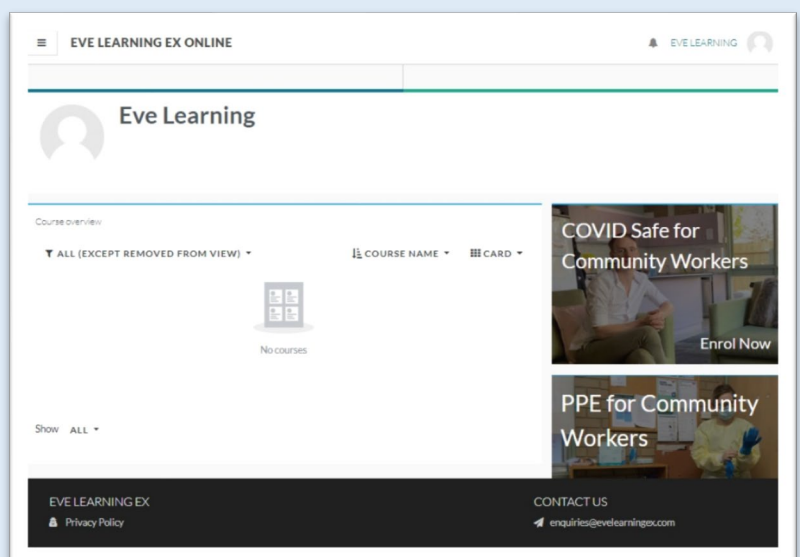 EVE LEARNING EX ONLINE
EVE LEARNING
Eve Learning
Course overview
ALL (EXCEPT REMOVED FROM VIEW)
COURSE NAME
CARD
No courses
Show ALL
COVID Safe for
Community Workers
Enrol Now
PPE for Community
Workers
EVE LEARNING EX
Privacy Policy
CONTACT US
enquiries@evelearningex.com